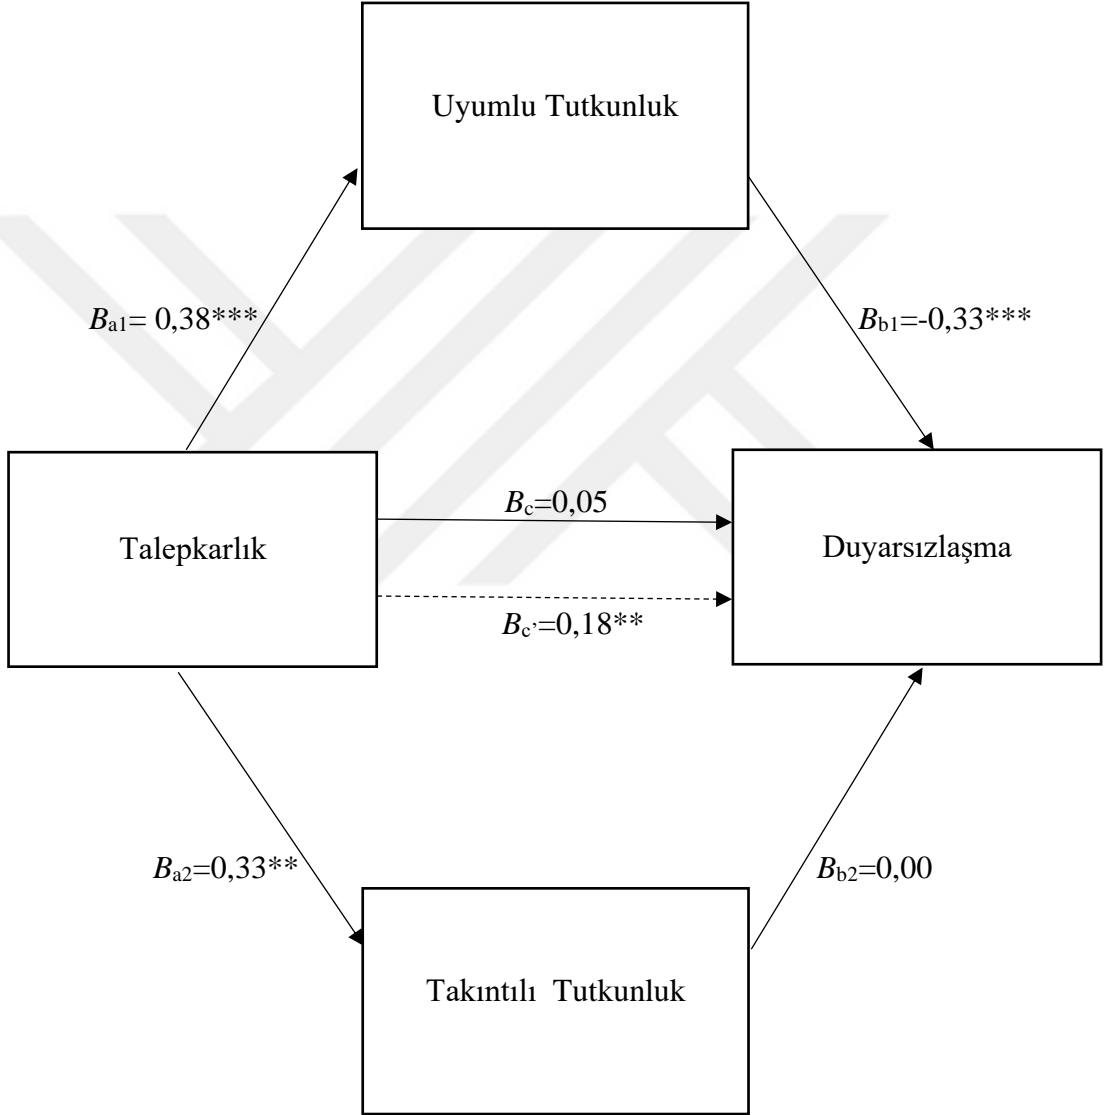 Uyumlu Tutkunluk
Ba1= 0,38***
Bb1=-0,33***
Bc=0,05
Talepkarlık
Duyarsızlaşma
Bc’=0,18**
Ba2=0,33**
Bb2=0,00
Takıntılı Tutkunluk